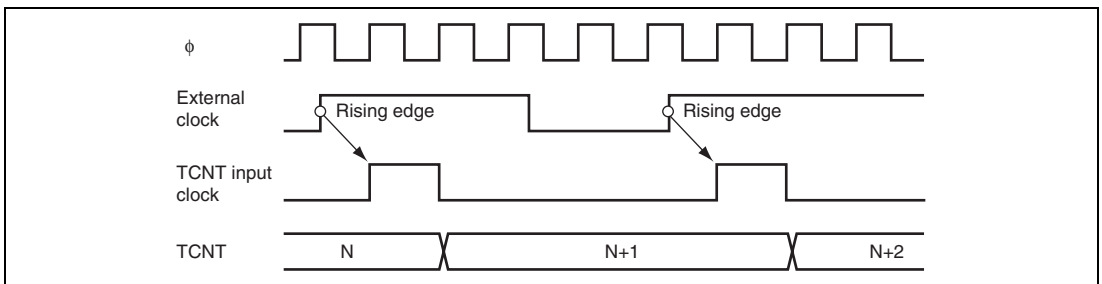 ϕ
External
clock
Rising edge
Rising edge
TCNT input
clock
TCNT
N
N+1
N+2